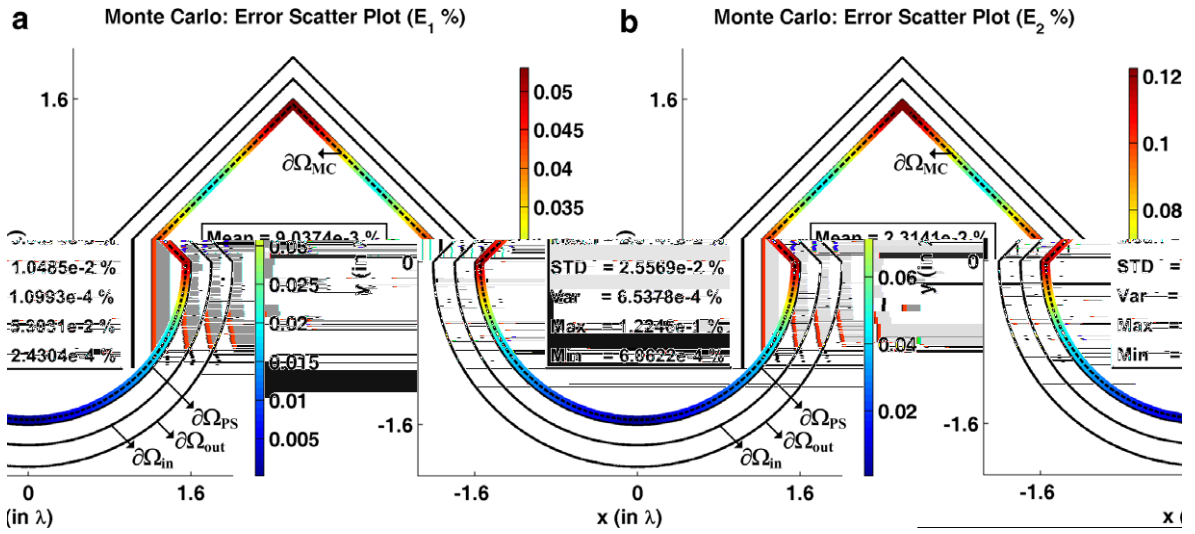 a
Monte Carlo: Error Scatter Plot (E1 %)
b
Monte Carlo: Error Scatter Plot (E2 %)
1.6
0.05
0.045
0.04
0.035
∂ΩMC
Mean = 9.0374e-3 %
1.0485e-2 %
1.0993e-4 %
2.4304e-4 %
0.025
0.02
0.015
0.01
0.005
y (in
0
-1.6
∂ΩPS
∂Ωout
∂Ωin
0
1.6
(in λ)
1.6
0.12
0.1
0.08
∂ΩMC
Mean = 2.3141e-2 %
STD = 2.5569e-2 %
Var = 6.5378e-4 %
Max = 1.2246e-1 %
Min = 6.0622e-4 %
0.06
0.04
0.02
y (in
0
-1.6
∂ΩPS
∂Ωout
∂Ωin
-1.6
0
1.6
x (in λ)
STD =
Var =
Max =
Min =
-1.6
x (